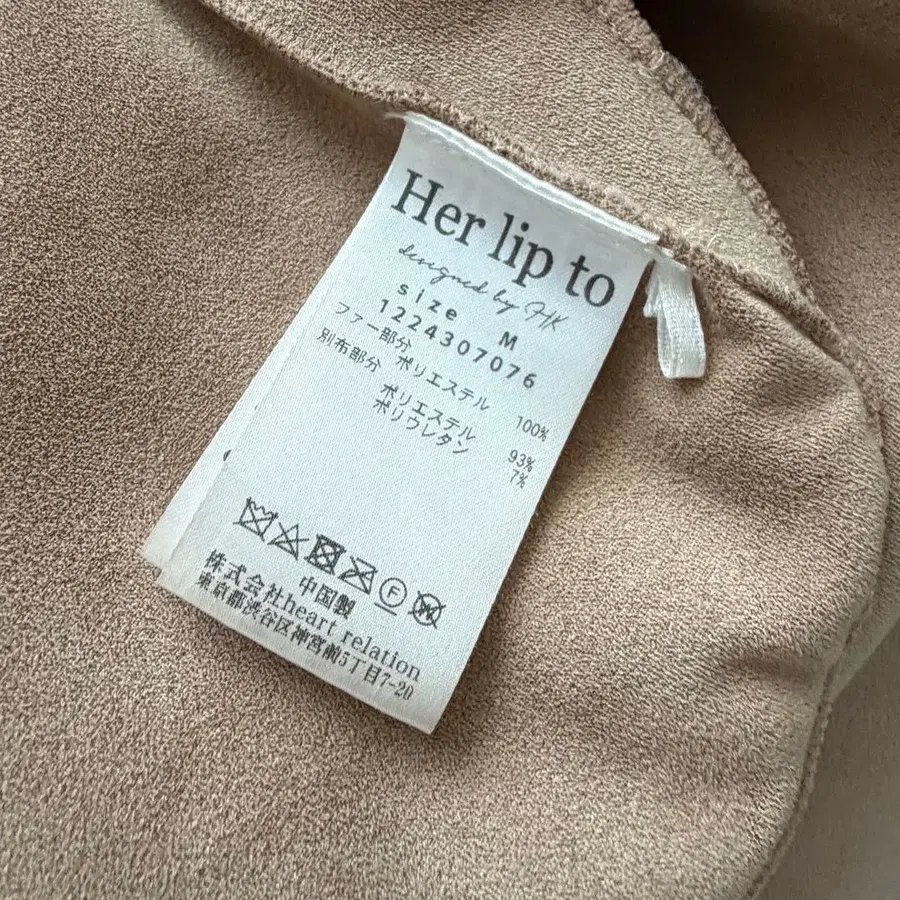 Her lip to
designed by HK
size M
1224307076
ファー部分
ポリエステル 100%
別布部分
ポリエステル 93%
ポリウレタン 7%
F
W
中国製
株式会社heart relation
東京都渋谷区神宮前5丁目7-20